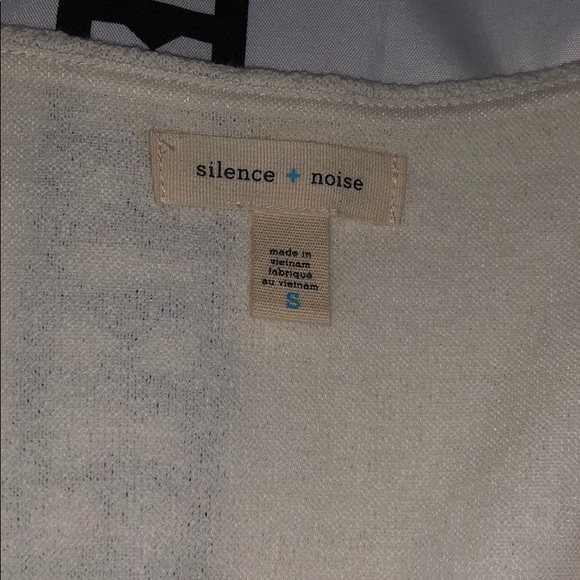 silence + noise
made in
vietnam
fabriqué
au vietnam
S